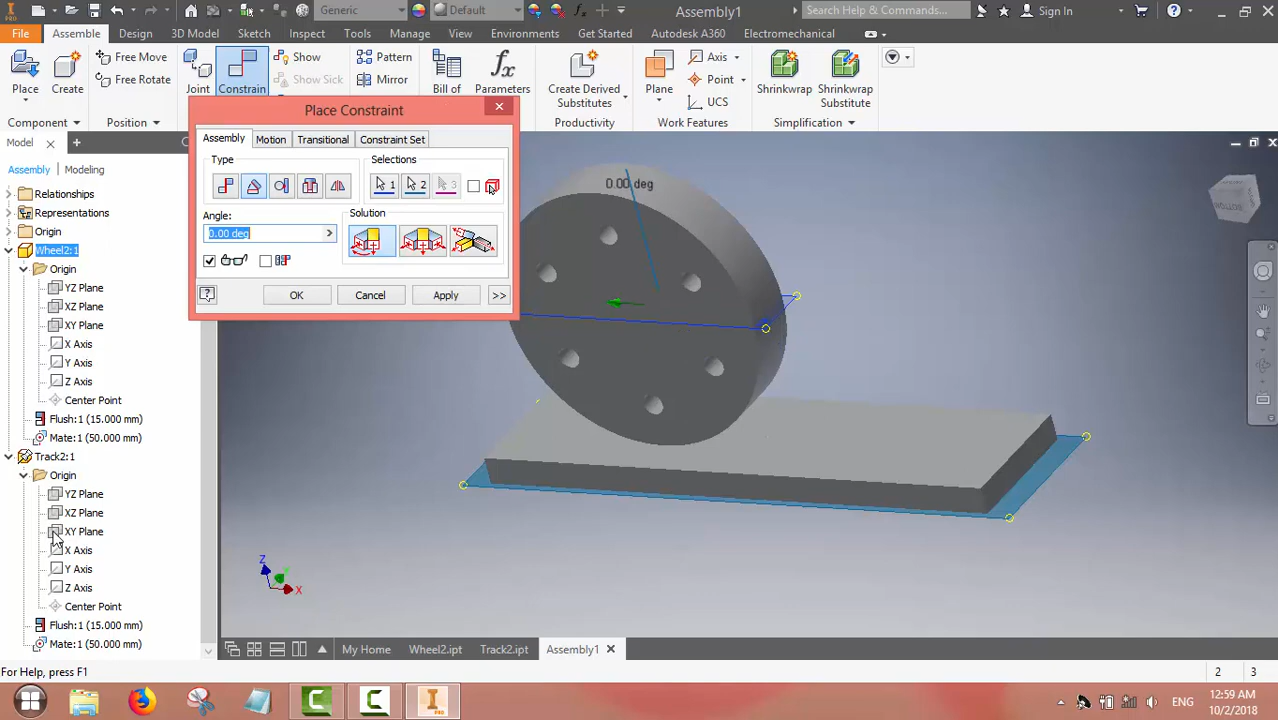 PRO
Generic
Default
Assembly1
Search Help & Commands...
Sign In
File
Assemble
Design
3D Model
Sketch
Inspect
Tools
Manage
View
Environments
Get Started
Autodesk A360
Electromechanical
Free Move
Free Rotate
Show
Show Sick
Pattern
Mirror
Axis
Point
UCS
Place
Create
Joint
Constrain
Bill of
Parameters
Create Derived
Substitutes
Plane
Shrinkwrap
Shrinkwrap
Substitute
Component
Position
Productivity
Work Features
Simplification
Model
Assembly
Modeling
Relationships
Representations
Origin
Wheel2:1
Origin
YZ Plane
XZ Plane
XY Plane
X Axis
Y Axis
Z Axis
Center Point
Flush:1 (15.000 mm)
Mate:1 (50.000 mm)
Track2:1
Origin
YZ Plane
XZ Plane
XY Plane
X Axis
Y Axis
Z Axis
Center Point
Flush:1 (15.000 mm)
Mate:1 (50.000 mm)
Place Constraint
Assembly
Motion
Transitional
Constraint Set
Type
Selections
1
2
3
Angle:
Solution
0.00 deg
OK
Cancel
Apply
>>
0.00 deg
BOTTOM
Z
X
My Home
Wheel2.ipt
Track2.ipt
Assembly1
For Help, press F1
2
3
ENG
12:59 AM
10/2/2018